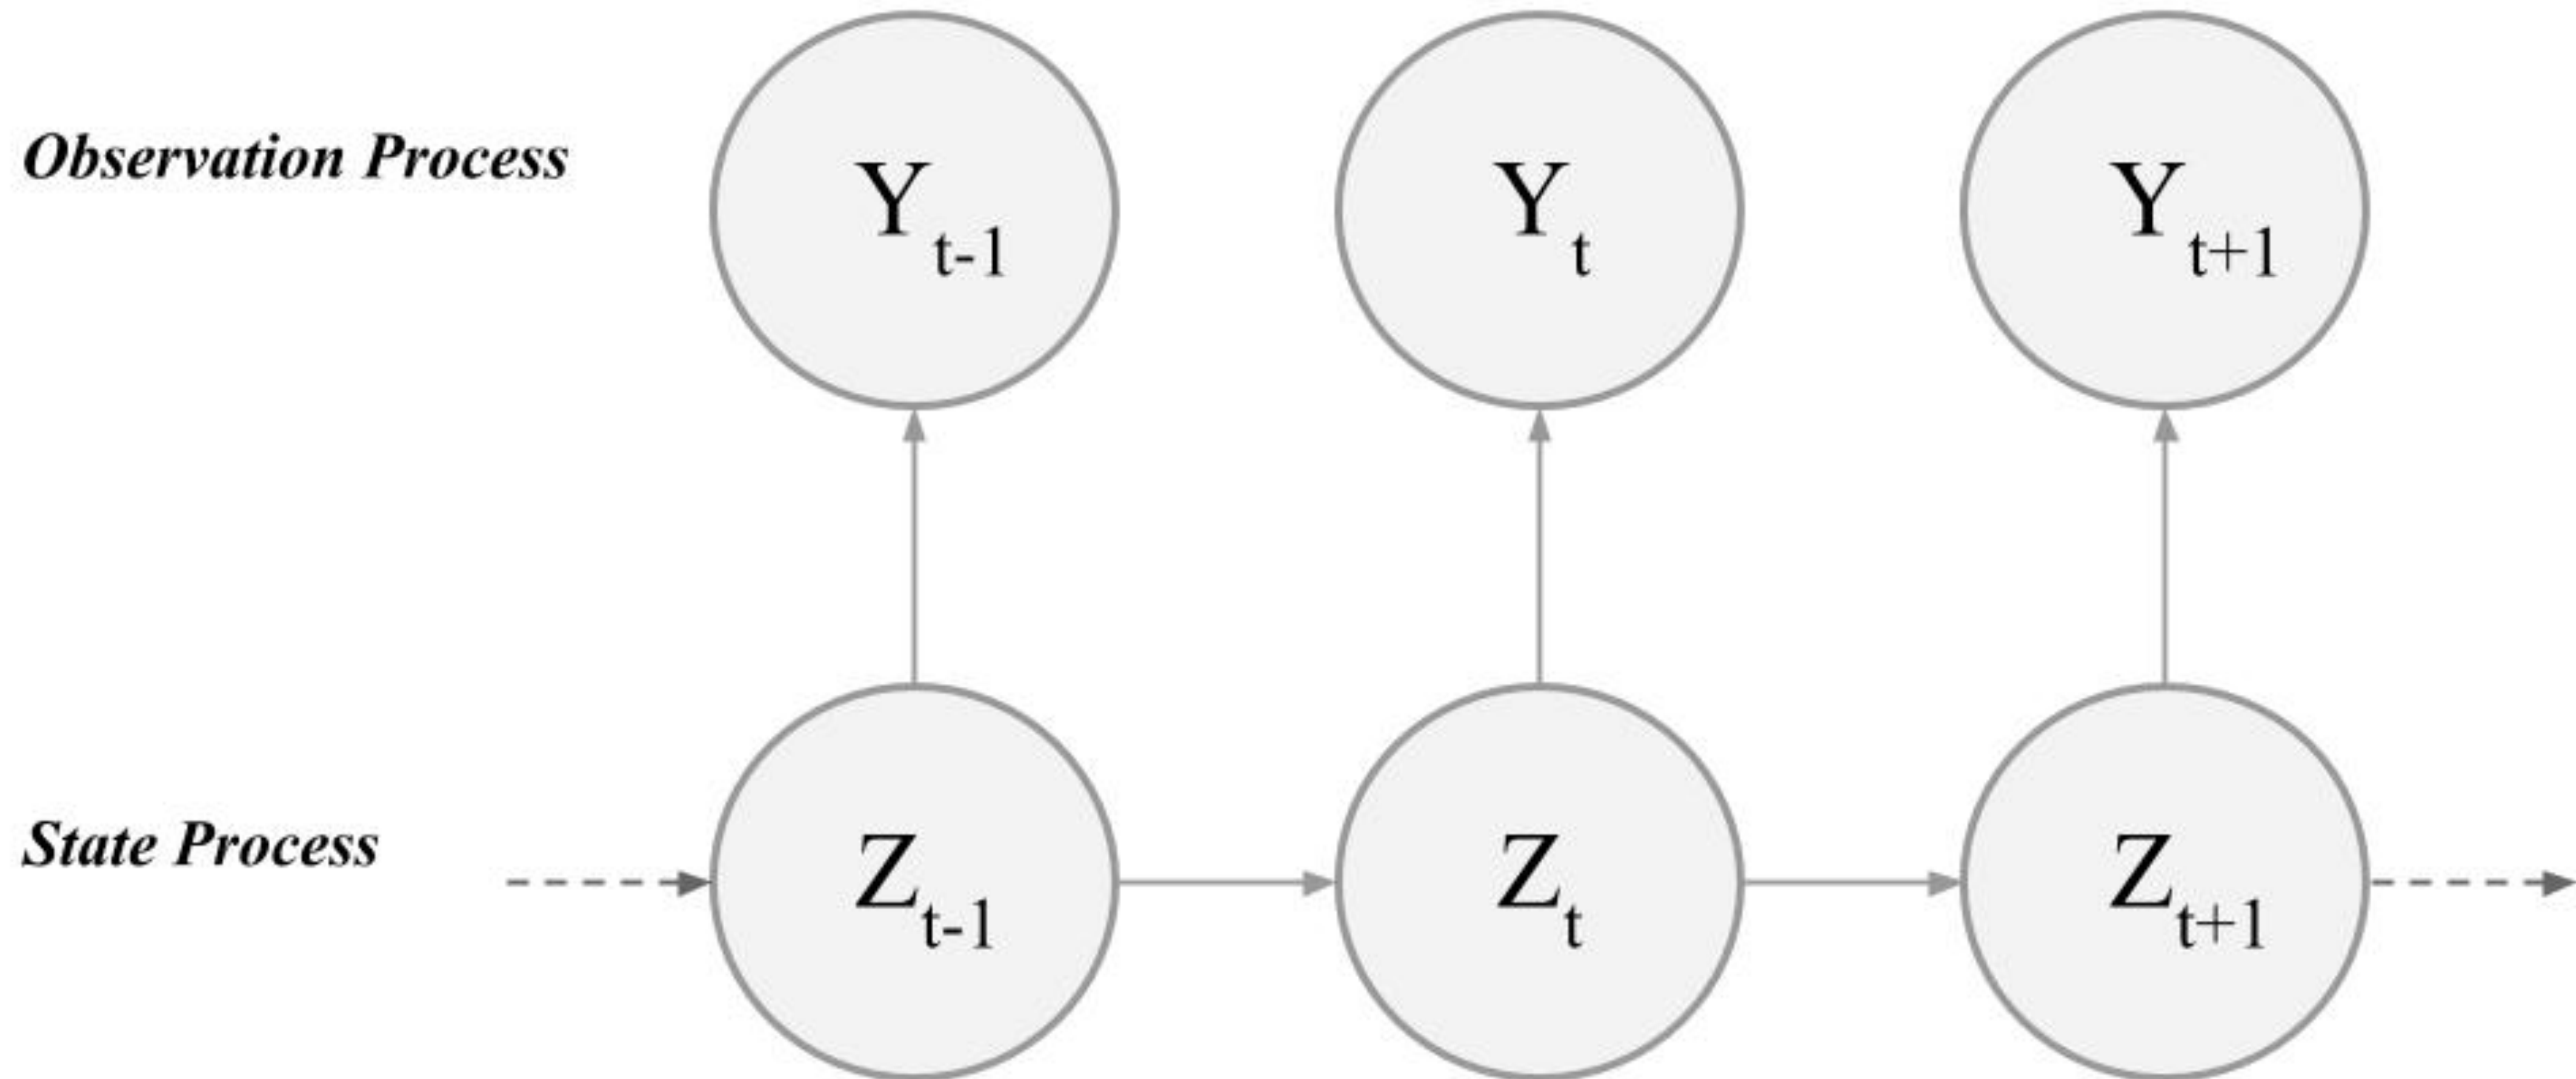 Observation Process
Y t-1
Y t
Y t+1
State Process
Z t-1
Z t
Z t+1